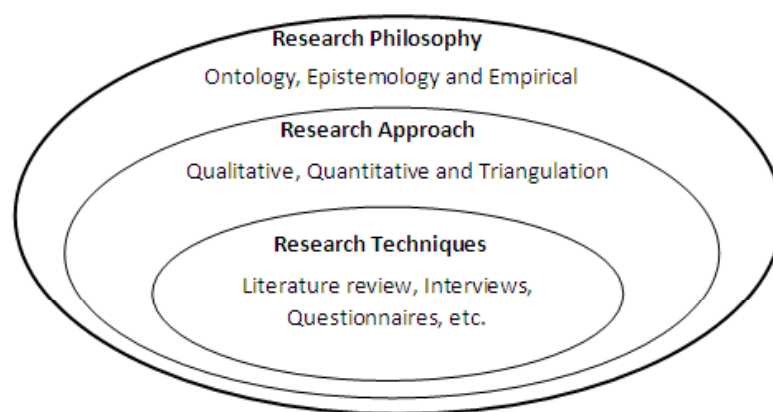 Research Philosophy
Ontology, Epistemology and Empirical
Research Approach
Qualitative, Quantitative and Triangulation
Research Techniques
Literature review, Interviews,
Questionnaires, etc.